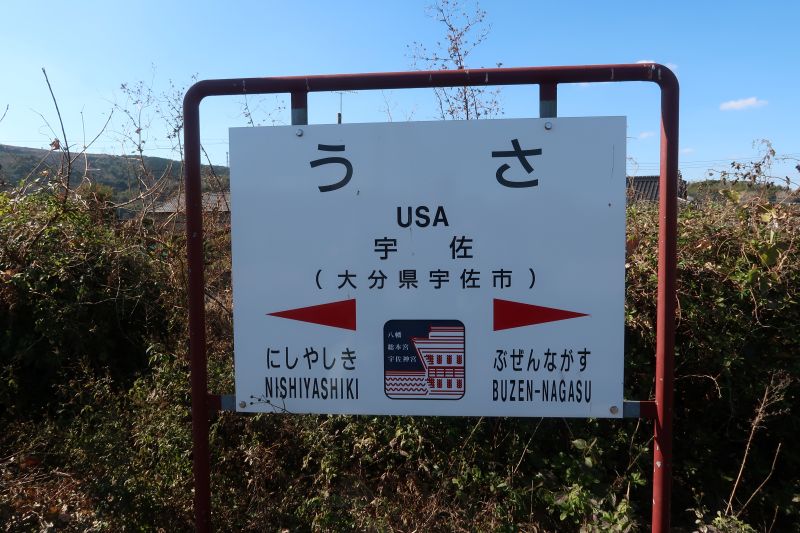 うさ
USA
宇佐
（大分県宇佐市）
にしやしき
NISHIYASHIKI
八幡
総本宮
宇佐神宮
ぶぜんながす
BUZEN-NAGASU